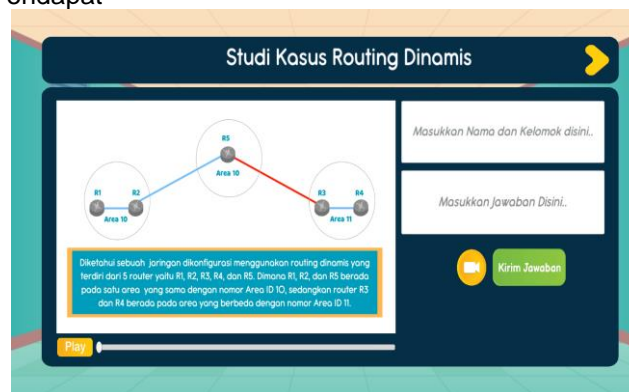 Studi Kasus Routing Dinamis
R5
Area 10
R1 R2
Area 10
R3 R4
Area 11
Diketahui sebuah jaringan dikonfigurasi menggunakan routing dinamis yang
terdiri dari 5 router yaitu R1, R2, R3, R4, dan R5. Dimana R1, R2, dan R5 berada
pada satu area yang sama dengan nomor Area ID 10, sedangkan router R3
dan R4 berada pada area yang berbeda dengan nomor Area ID 11.
Play
Masukkan Nama dan Kelomok disini..
Masukkan Jawaban Disini..
Kirim Jawaban